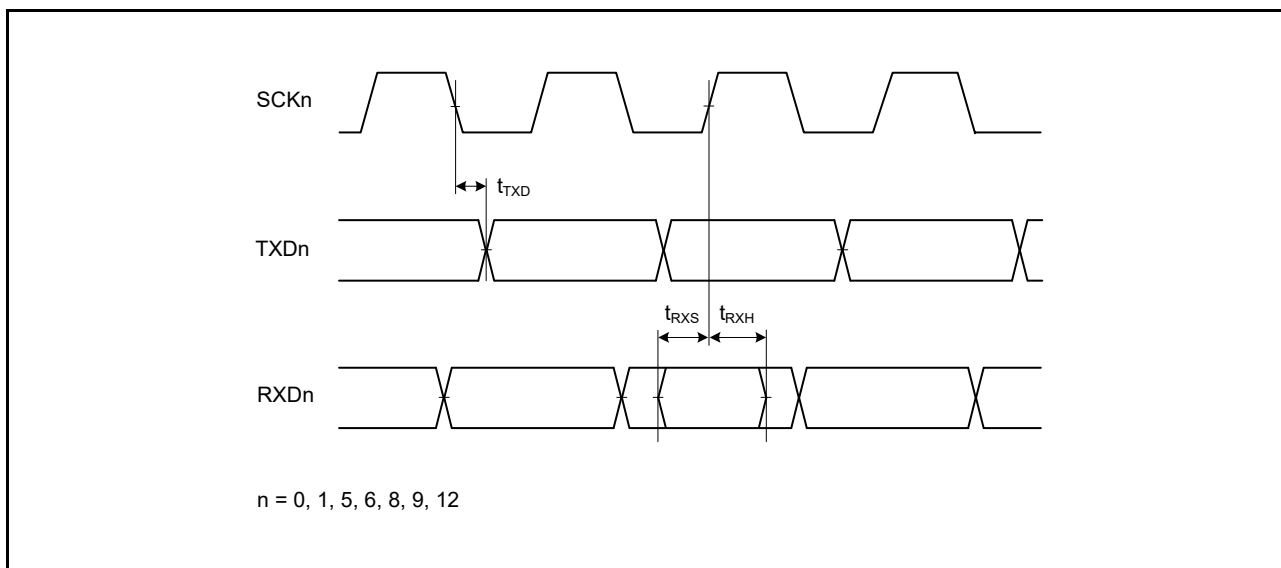 SCKn
tTXD
TXDn
tRXS tRXH
RXDn
n = 0, 1, 5, 6, 8, 9, 12